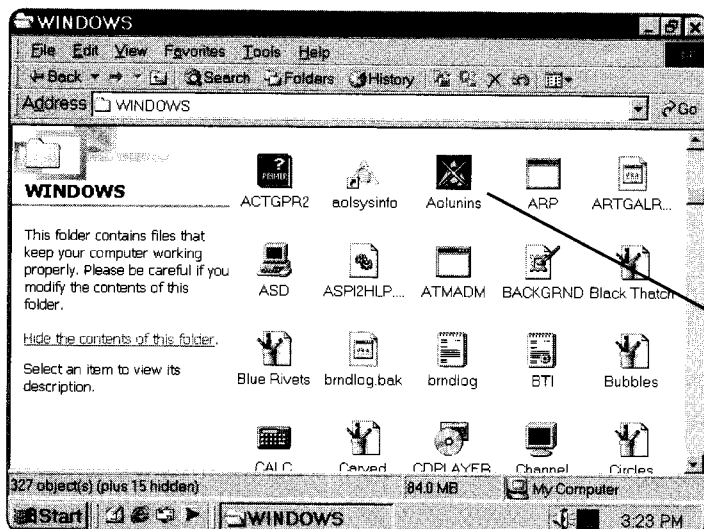 WINDOWS
File Edit View Favorites Tools Help
Back Search Folders History
Address WINDOWS Go
WINDOWS
This folder contains files that
keep your computer working
properly. Please be careful if you
modify the contents of this
folder.
Hide the contents of this folder.
Select an item to view its
description.
? PRIMER
ACTGPR2 aolsysinfo Aolunins ARP ARTGALR...
ASD ASPI2HLP.... ATMADM BACKGRND Black Thatch
Blue Rivets brndlog.bak brndlog BTI Bubbles
CALC Carved CDPLAYER Channel Circles
327 object(s) (plus 15 hidden) 84.0 MB My Computer
Start WINDOWS 3:23 PM